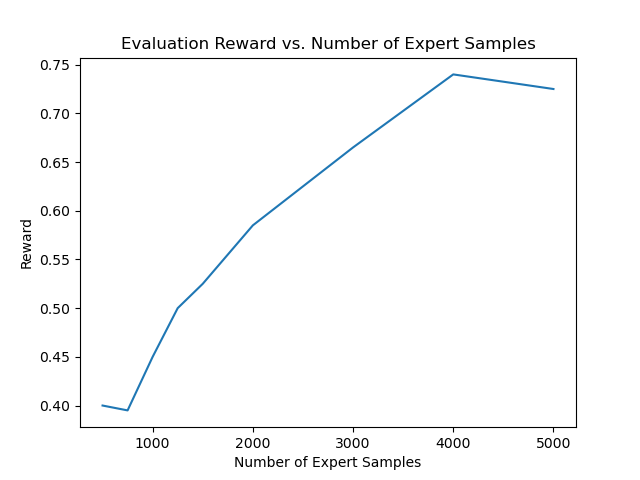 Evaluation Reward vs. Number of Expert Samples
0.75
0.70
0.65
0.60
0.55
0.50
0.45
0.40
Reward
1000 2000 3000 4000 5000
Number of Expert Samples